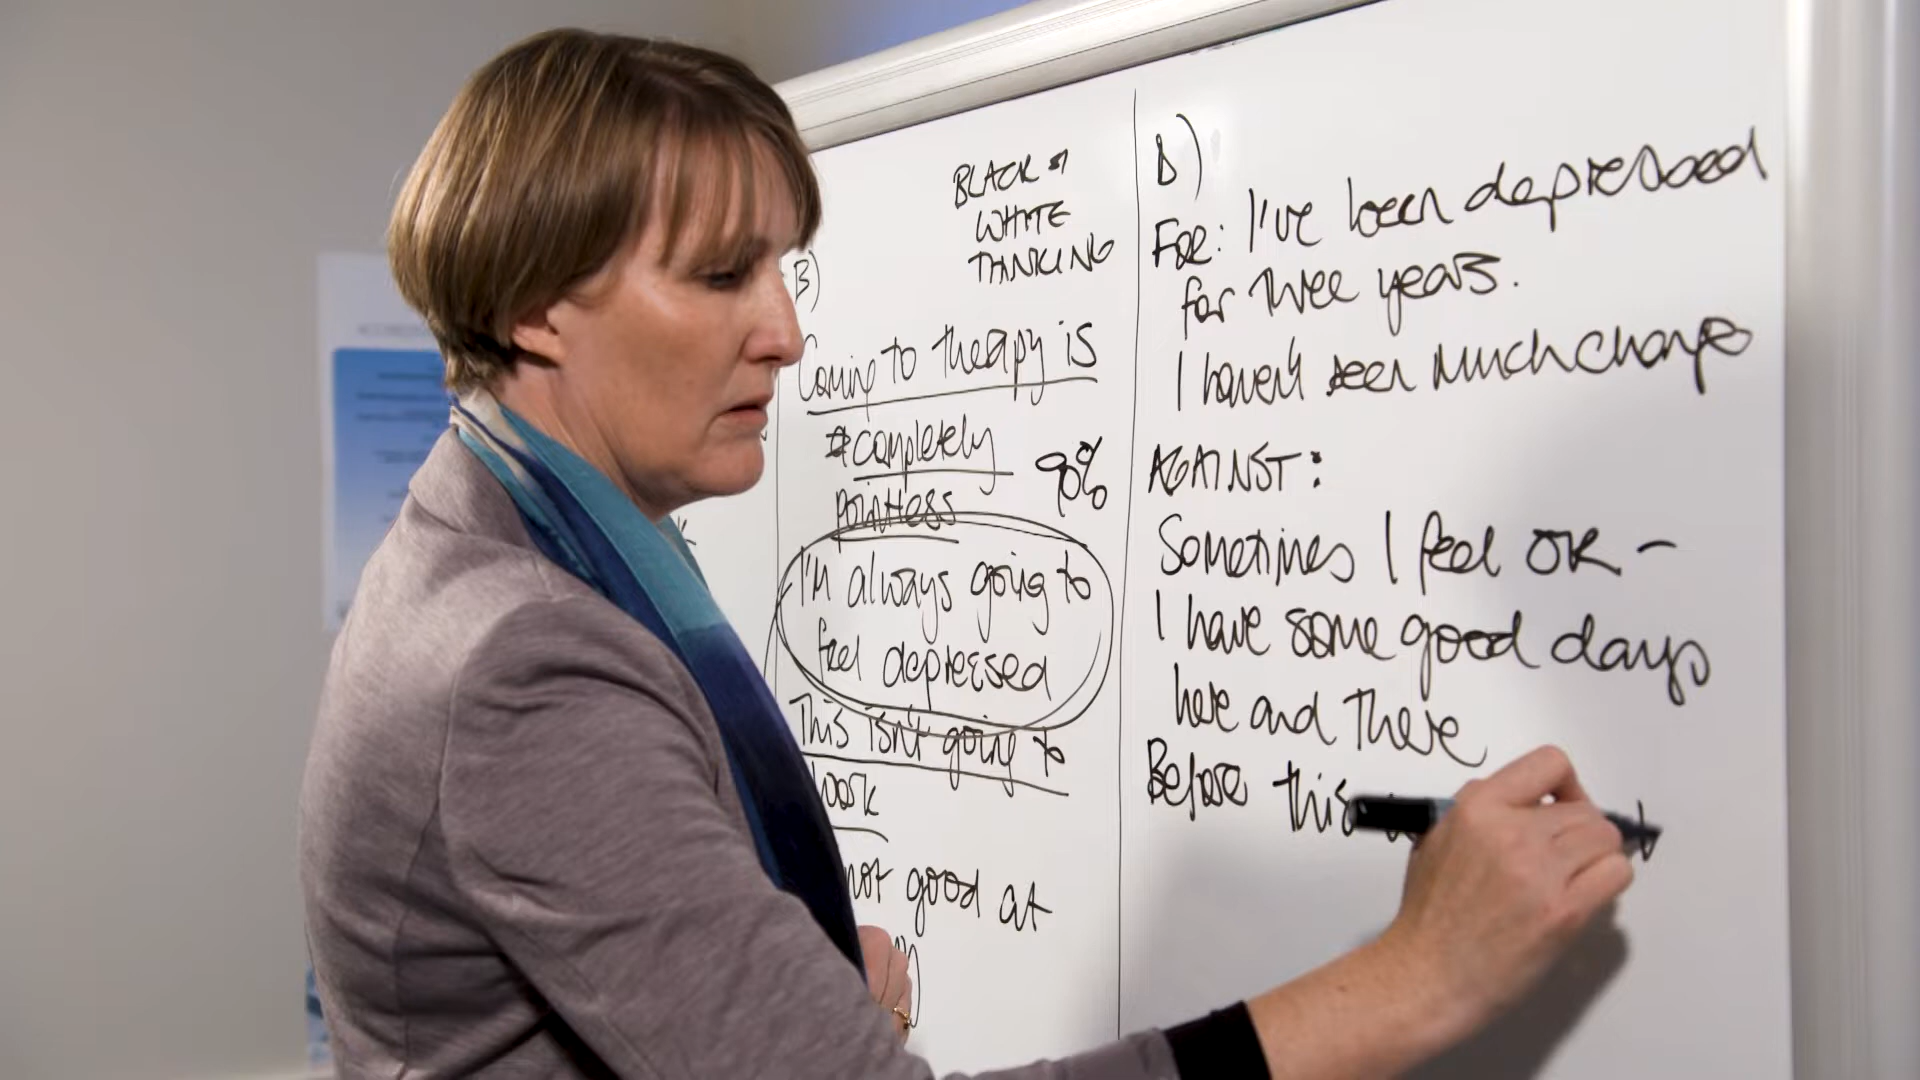 BLACK &
WHITE
THINKING
B)
Coming to therapy is
completely
pointless
90%
I'm always going to
feel depressed
This isn't going to
work
not good at
D)
FOR: I've been depressed
for three years.
I haven't seen much change
AGAINST:
Sometimes I feel OK -
I have some good days
here and there
Before this